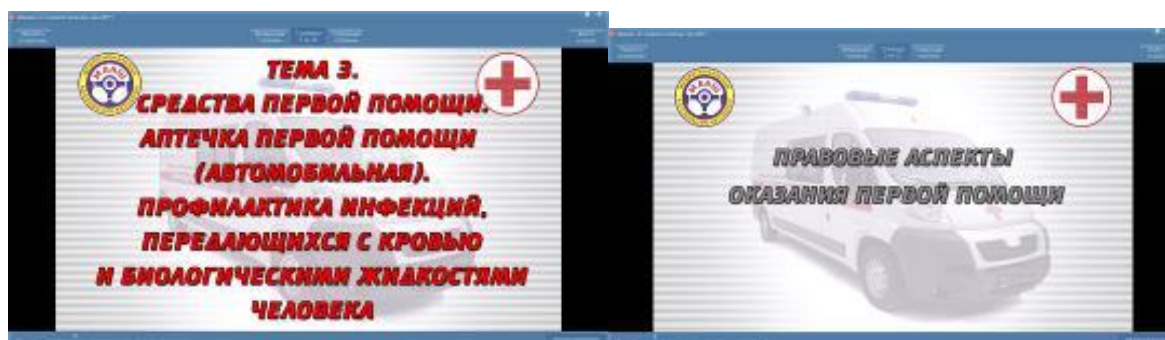 ТЕМА 3.
СРЕДСТВА ПЕРВОЙ ПОМОЩИ.
АПТЕЧКА ПЕРВОЙ ПОМОЩИ
(АВТОМОБИЛЬНАЯ).
ПРОФИЛАКТИКА ИНФЕКЦИЙ,
ПЕРЕДАЮЩИХСЯ С КРОВЬЮ
И БИОЛОГИЧЕСКИМИ ЖИДКОСТЯМИ
ЧЕЛОВЕКА
ПРАВОВЫЕ АСПЕКТЫ
ОКАЗАНИЯ ПЕРВОЙ ПОМОЩИ